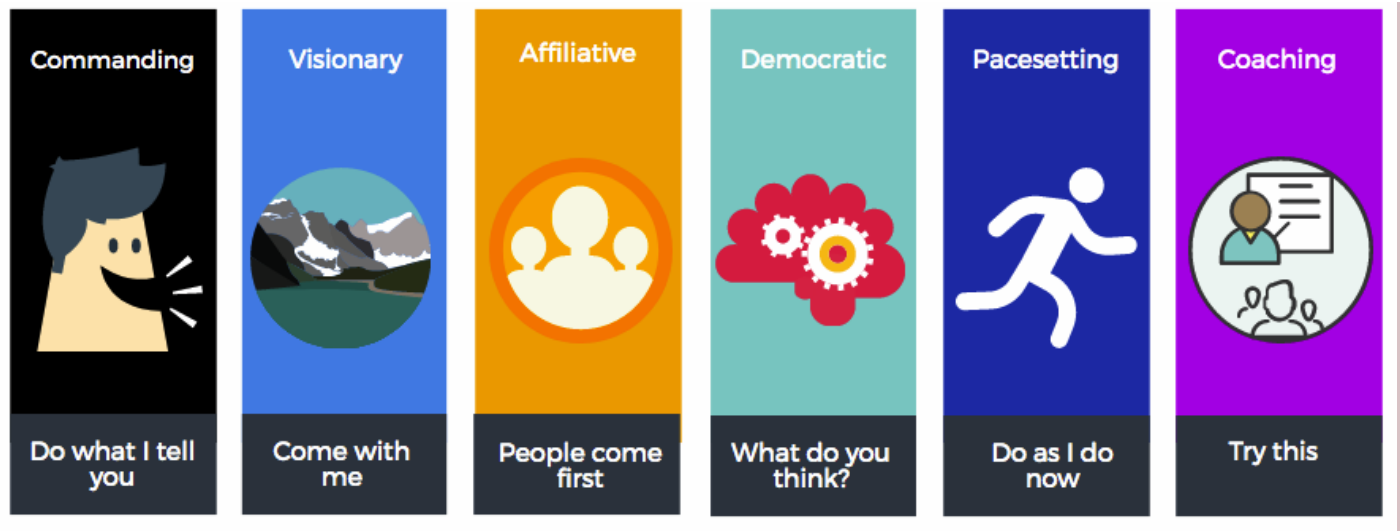 Commanding
Visionary
Affiliative
Democratic
Pacesetting
Coaching
Do what I tell
you
Come with
me
People come
first
What do you
think?
Do as I do
now
Try this